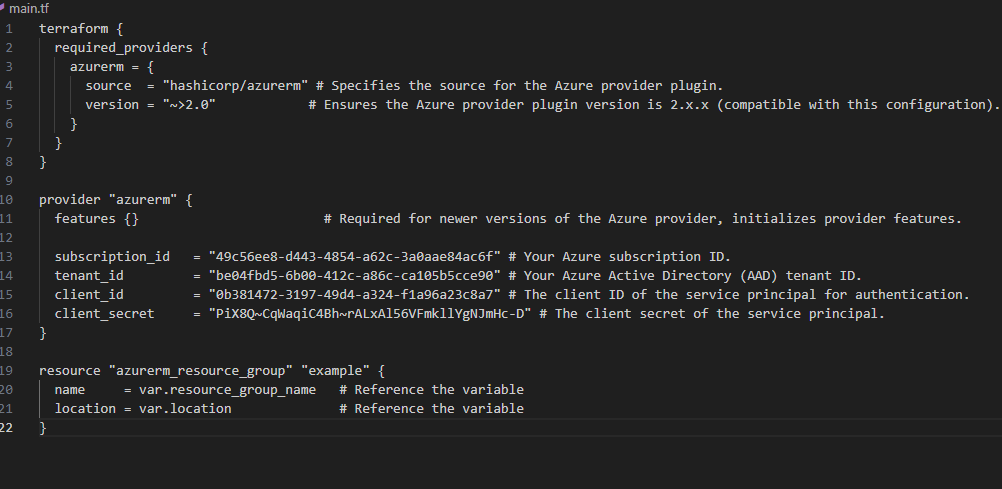 main.tf
1 terraform {
2 required_providers {
3 azurerm = {
4 source = "hashicorp/azurerm" # Specifies the source for the Azure provider plugin.
5 version = "~>2.0" # Ensures the Azure provider plugin version is 2.x.x (compatible with this configuration).
6 }
7 }
8 }
9
10 provider "azurerm" {
11 features {} # Required for newer versions of the Azure provider, initializes provider features.
12
13 subscription_id = "49c56ee8-d443-4854-a62c-3a0aae84ac6f" # Your Azure subscription ID.
14 tenant_id = "be04fbd5-6b00-412c-a86c-ca105b5cce90" # Your Azure Active Directory (AAD) tenant ID.
15 client_id = "0b381472-3197-49d4-a324-f1a96a23c8a7" # The client ID of the service principal for authentication.
16 client_secret = "PiX8Q~CqWaqiC4Bh~rALxAl56VFmkllYgNJmHc-D" # The client secret of the service principal.
17 }
18
19 resource "azurerm_resource_group" "example" {
20 name = var.resource_group_name # Reference the variable
21 location = var.location # Reference the variable
22 }